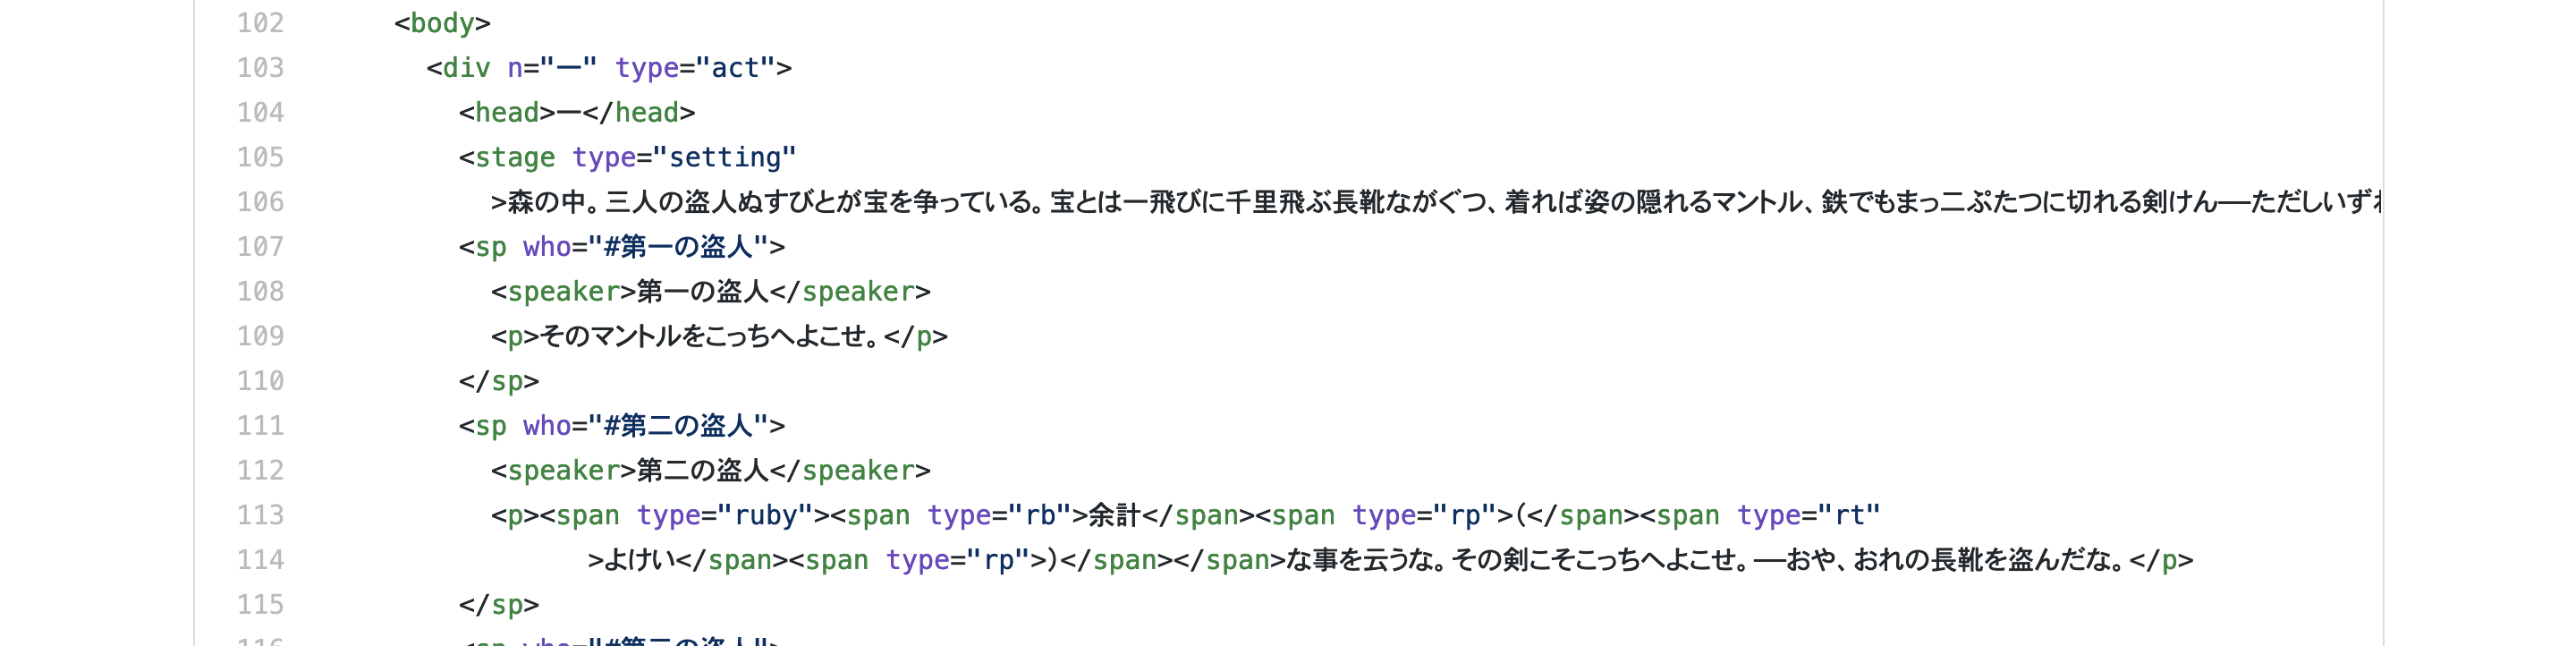 102 <body>
103 <div n="一" type="act">
104 <head>一</head>
105 <stage type="setting"
106 >森の中。三人の盗人ぬすびとが宝を争っている。宝とは一飛びに千里飛ぶ長靴ながぐつ、着れば姿の隠れるマントル、鉄でもまっ二ぷたつに切れる剣けん――ただしいず
107 <sp who="#第一の盗人">
108 <speaker>第一の盗人</speaker>
109 <p>そのマントルをこっちへよこせ。</p>
110 </sp>
111 <sp who="#第二の盗人">
112 <speaker>第二の盗人</speaker>
113 <p><span type="ruby"><span type="rb">余計</span><span type="rp">(</span><span type="rt"
114 >よけい</span><span type="rp">)</span></span>な事を云うな。その剣こそこっちへよこせ。――おや、おれの長靴を盗んだな。</p>
115 </sp>